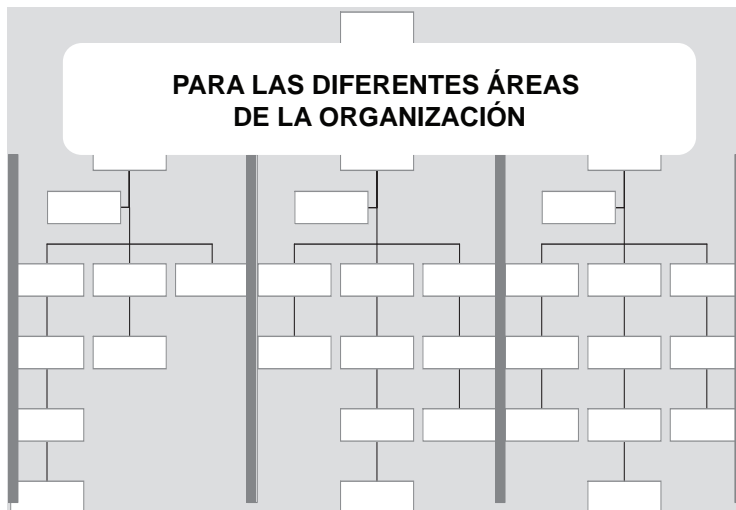 PARA LAS DIFERENTES ÁREAS
DE LA ORGANIZACIÓN